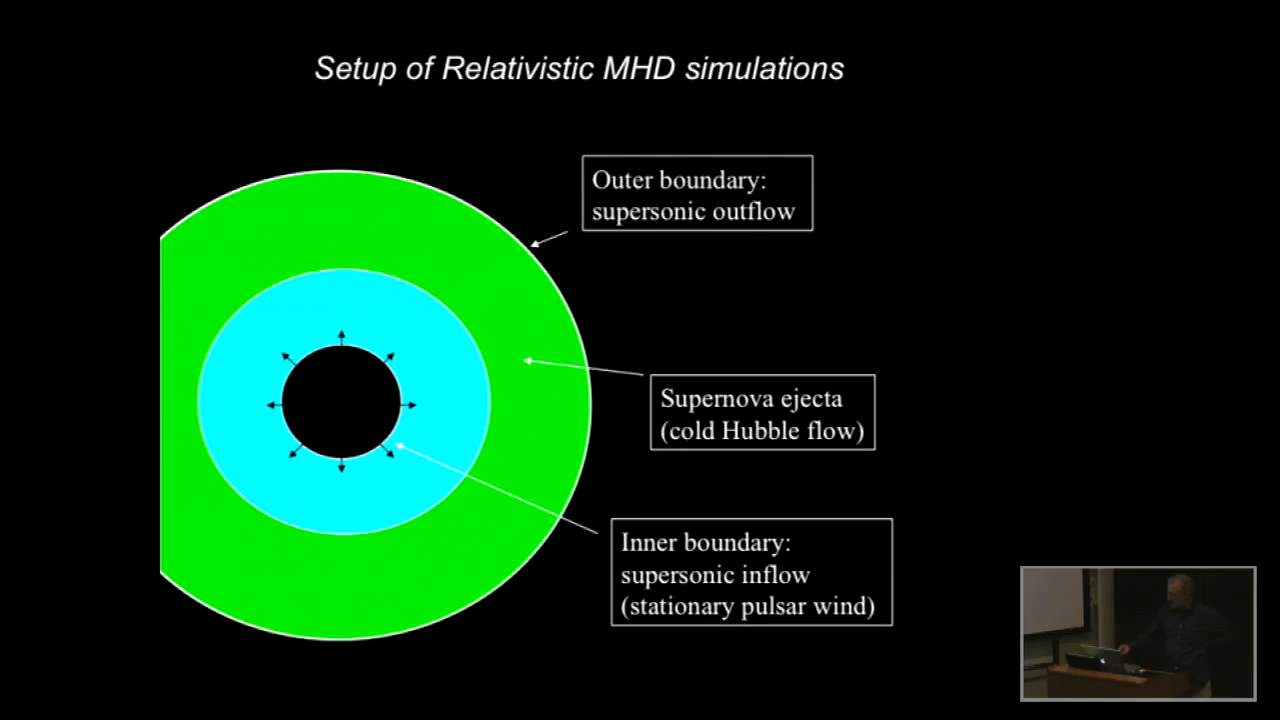 Setup of Relativistic MHD simulations
Outer boundary:
supersonic outflow
Supernova ejecta
(cold Hubble flow)
Inner boundary:
supersonic inflow
(stationary pulsar wind)